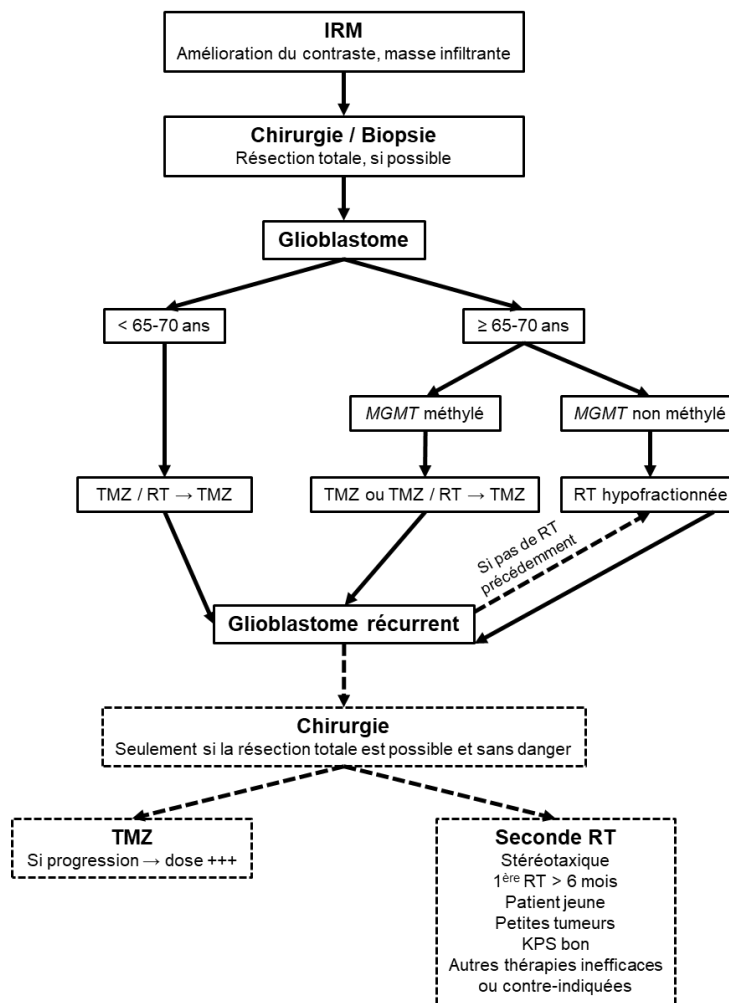 IRM
Amélioration du contraste, masse infiltrante
Chirurgie / Biopsie
Résection totale, si possible
Glioblastome
< 65-70 ans
≥ 65-70 ans
MGMT méthylé
MGMT non méthylé
TMZ / RT → TMZ
TMZ ou TMZ / RT → TMZ
RT hypofractionnée
Si pas de RT
précédemment
Glioblastome récurrent
Chirurgie
Seulement si la résection totale est possible et sans danger
TMZ
Si progression → dose +++
Seconde RT
Stéréotaxique
1ère RT > 6 mois
Patient jeune
Petites tumeurs
KPS bon
Autres thérapies inefficaces
ou contre-indiquées